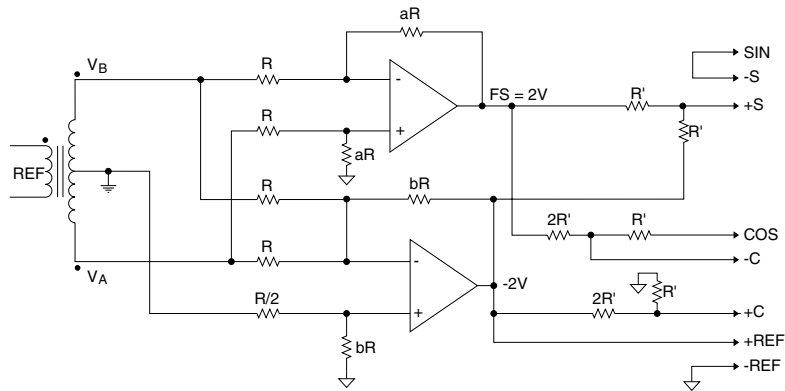 aR
V_B
R
SIN
-S
-
FS = 2V
R'
+S
R
+
R'
REF
aR
bR
R
2R'
R'
COS
R
-
-C
V_A
-2V
R/2
R'
2R'
+
+C
bR
+REF
-REF